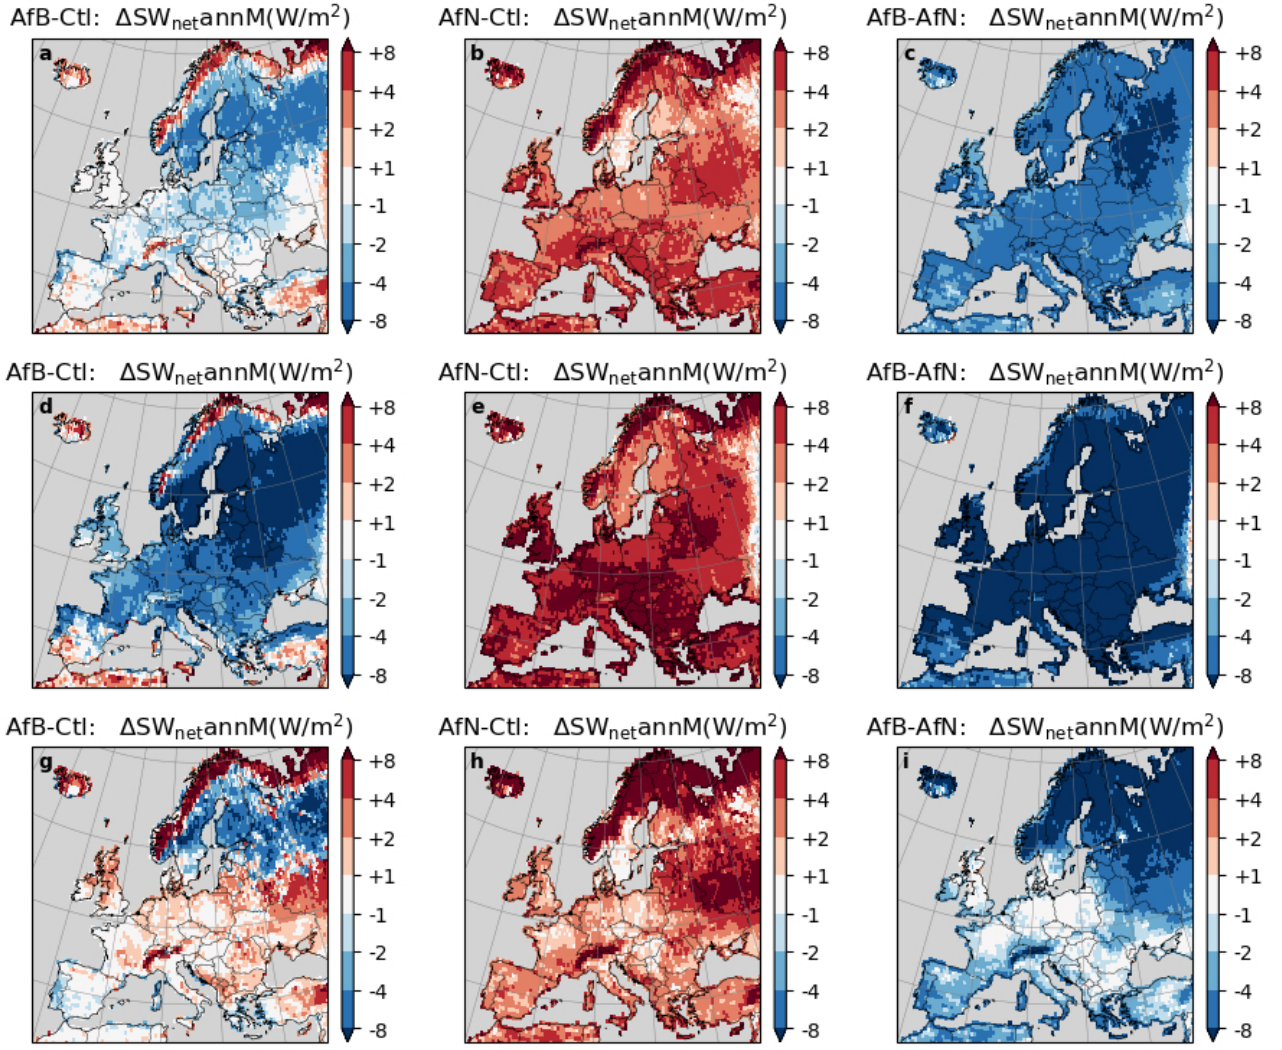 AfB-Ctl: ΔSWnetannM(W/m²) AfN-Ctl: ΔSWnetannM(W/m²) AfB-AfN: ΔSWnetannM(W/m²)
a +8 b +8 c +8
+4 +4 +4
+2 +2 +2
+1 +1 +1
-1 -1 -1
-2 -2 -2
-4 -4 -4
-8 -8 -8
AfB-Ctl: ΔSWnetannM(W/m²) AfN-Ctl: ΔSWnetannM(W/m²) AfB-AfN: ΔSWnetannM(W/m²)
d +8 e +8 f +8
+4 +4 +4
+2 +2 +2
+1 +1 +1
-1 -1 -1
-2 -2 -2
-4 -4 -4
-8 -8 -8
AfB-Ctl: ΔSWnetannM(W/m²) AfN-Ctl: ΔSWnetannM(W/m²) AfB-AfN: ΔSWnetannM(W/m²)
g +8 h +8 i +8
+4 +4 +4
+2 +2 +2
+1 +1 +1
-1 -1 -1
-2 -2 -2
-4 -4 -4
-8 -8 -8